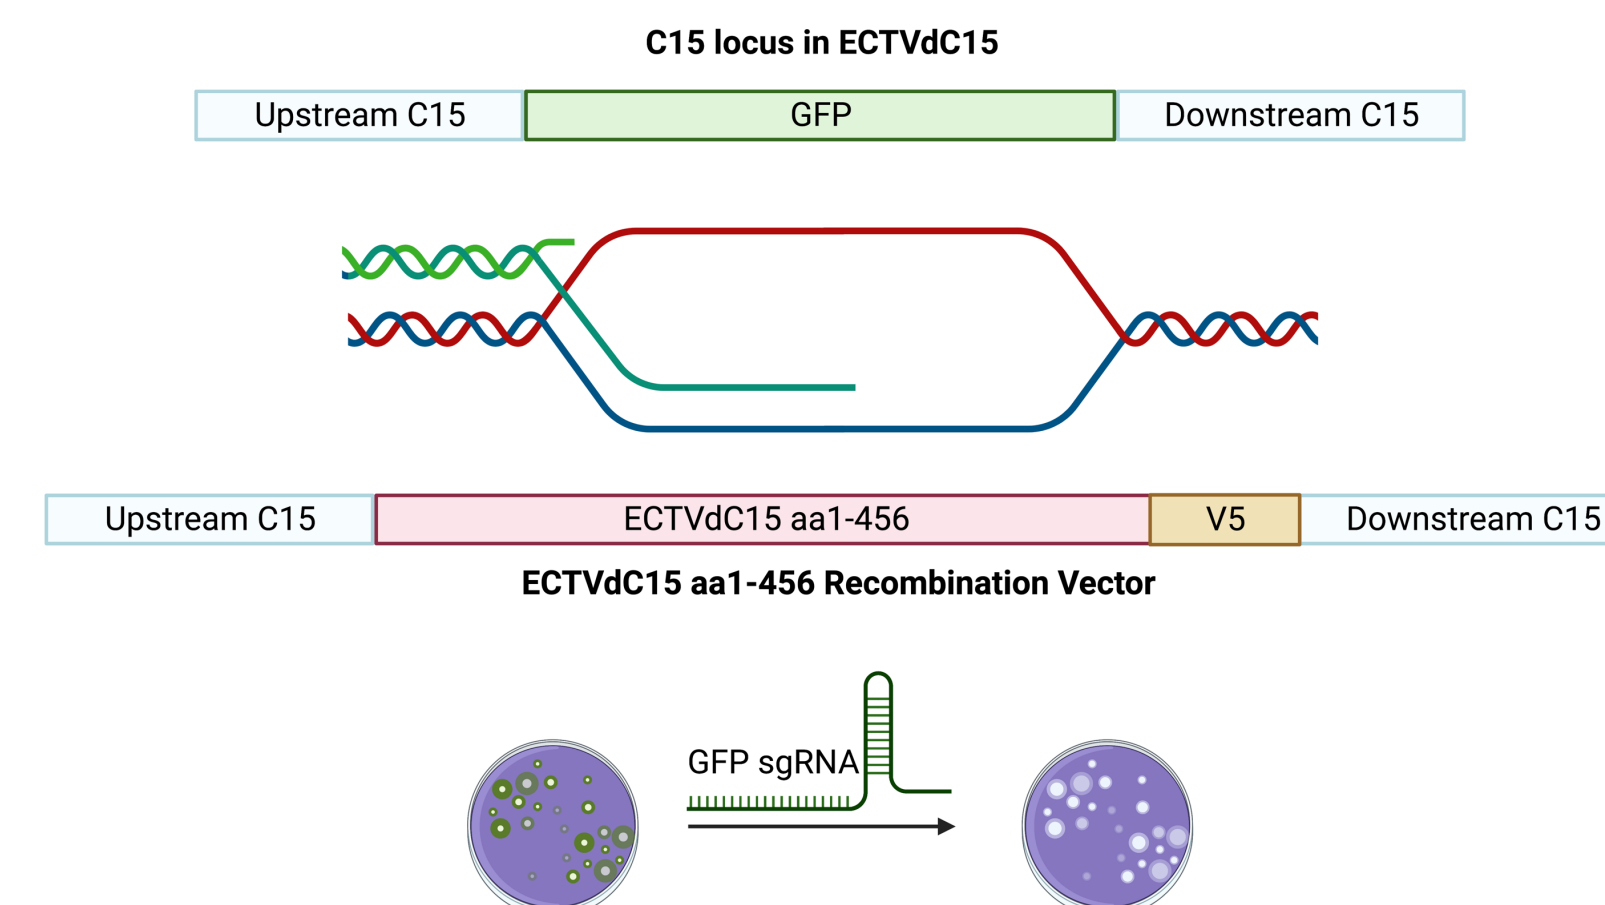 C15 locus in ECTVdC15
Upstream C15 GFP Downstream C15
Upstream C15 ECTVdC15 aa1-456 V5 Downstream C15
ECTVdC15 aa1-456 Recombination Vector
GFP sgRNA